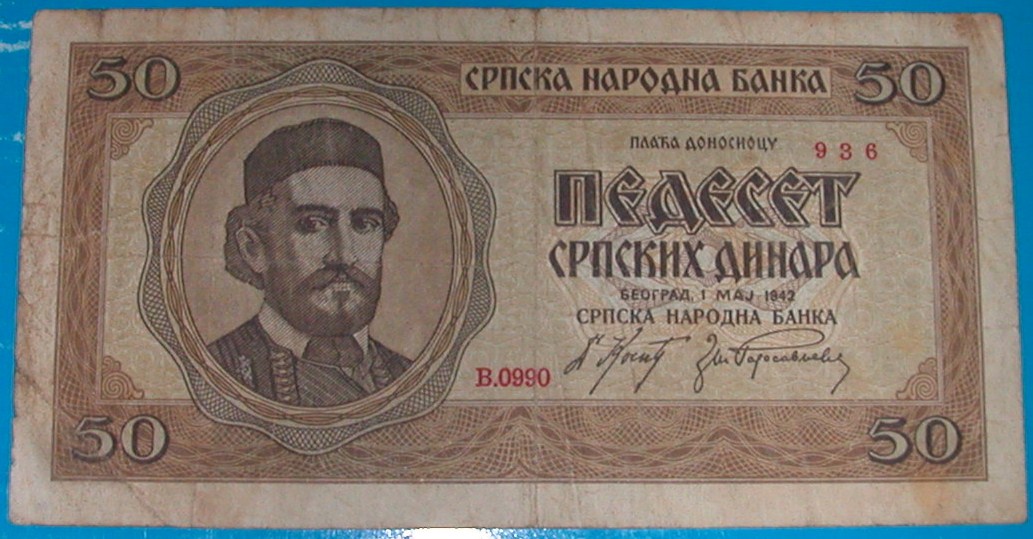 50
СРПСКА НАРОДНА БАНКА
50
ПЛАЋА ДОНОСИОЦУ
936
ПЕДЕСЕТ
СРПСКИХ ДИНАРА
БЕОГРАД, 1 МАЈ 1942
СРПСКА НАРОДНА БАНКА
В.0990
50
50